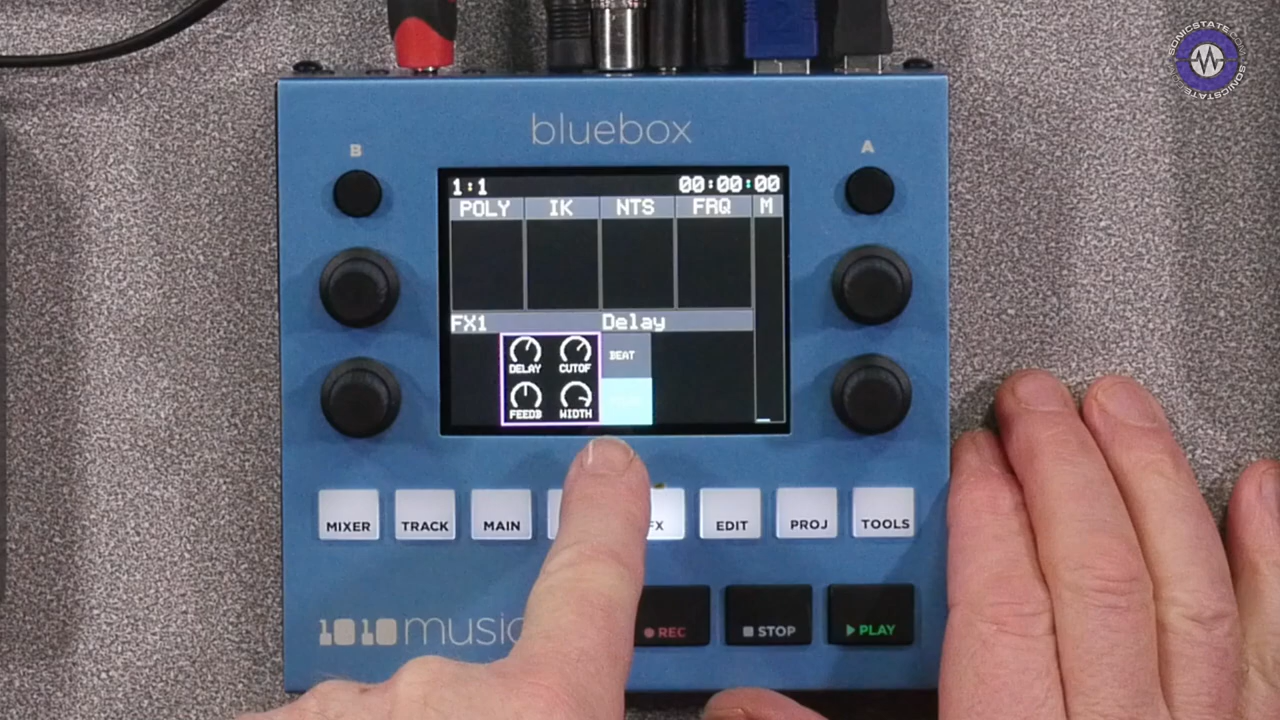 SONICSTATE.COM
SONICSTATE
bluebox
B
A
1:1 00:00:00
POLY IK NTS FRQ M
FX1 Delay
DELAY CUTOF BEAT
FEEDB WIDTH
MIXER TRACK MAIN FX EDIT PROJ TOOLS
1010music
REC STOP PLAY